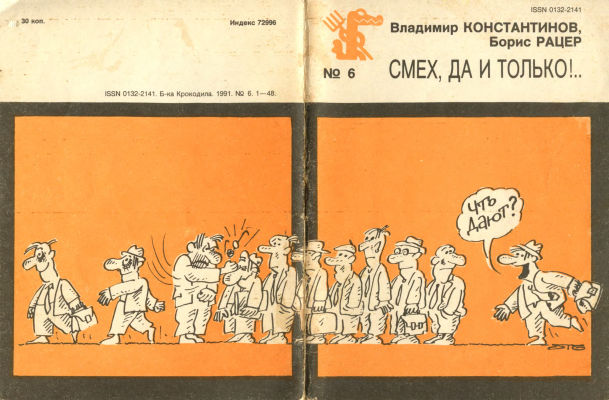 30 коп.
Индекс 72996
ISSN 0132-2141. Б-ка Крокодила. 1991. № 6. 1—48.
ISSN 0132-2141
Владимир КОНСТАНТИНОВ,
Борис РАЦЕР
№ 6
СМЕХ, ДА И ТОЛЬКО!..
ЧТЬ
ДАЮТ?